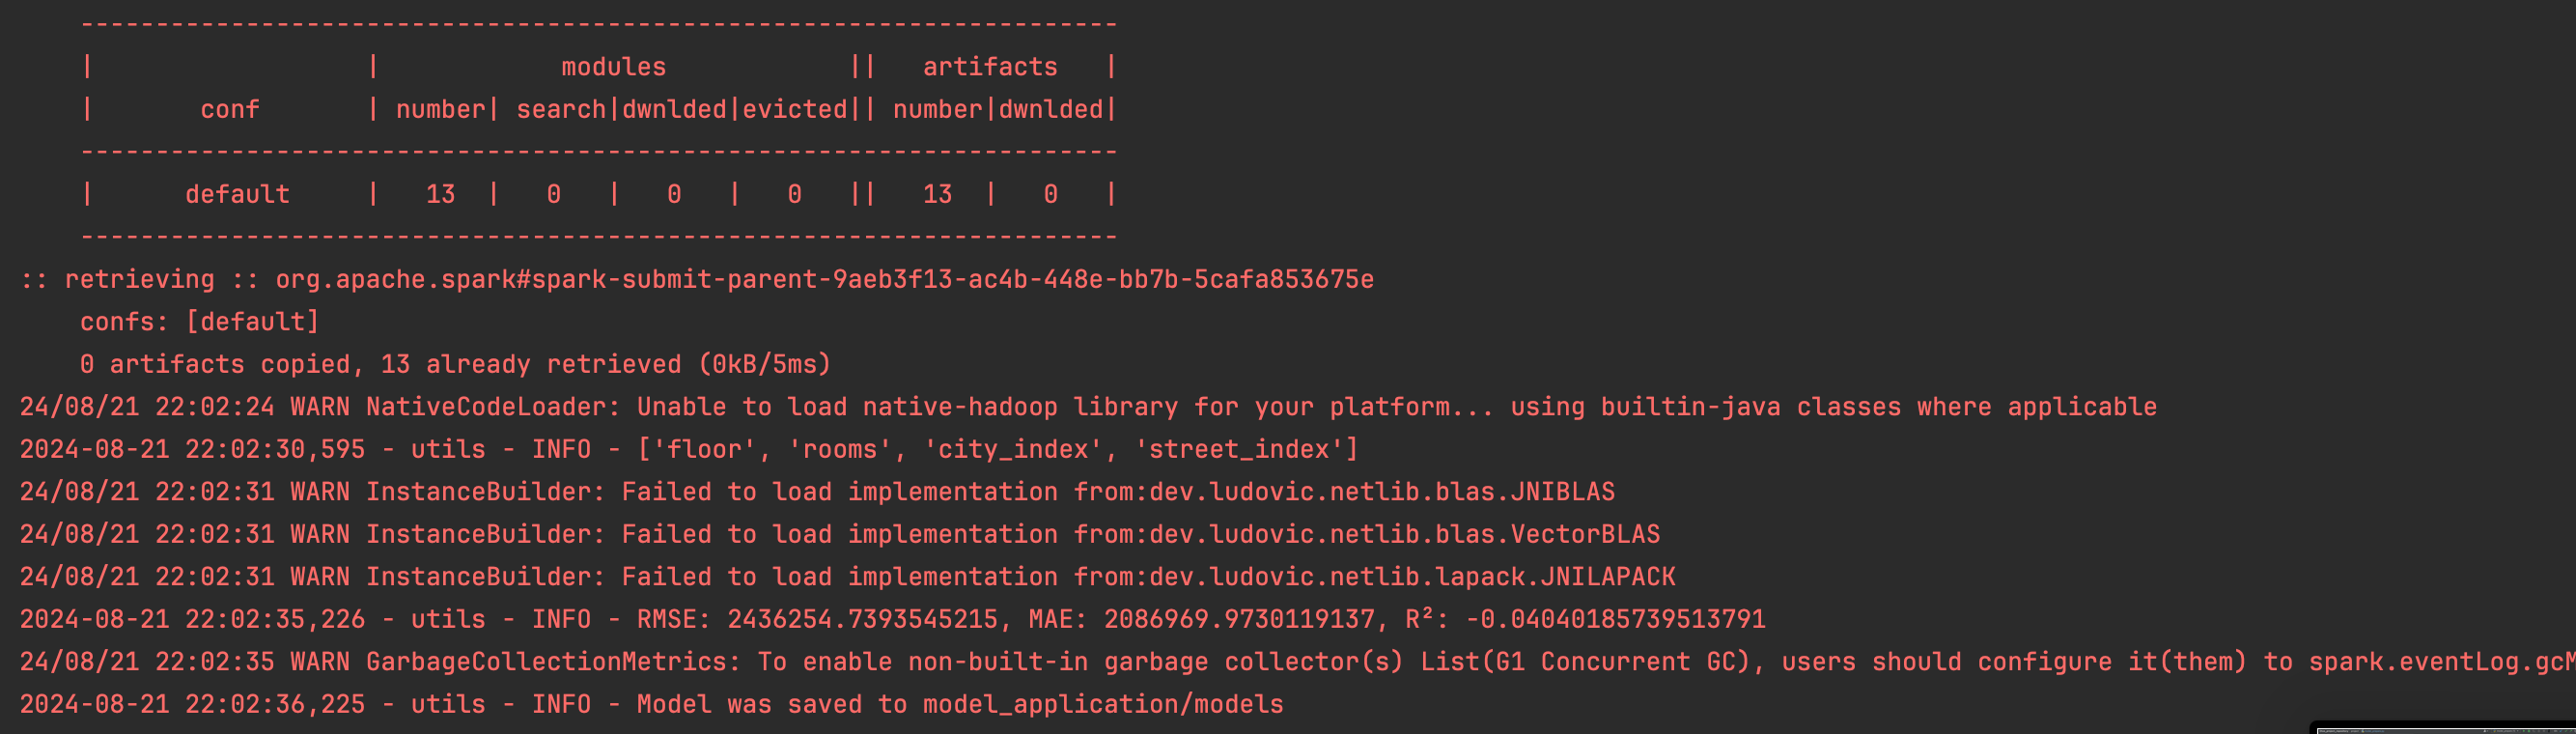 ---------------------------------------------------------------------
|                  |            modules            ||   artifacts   |
|       conf       | number| search|dwnlded|evicted|| number|dwnlded|
---------------------------------------------------------------------
|      default     |   13  |   0   |   0   |   0   ||   13  |   0   |
---------------------------------------------------------------------
:: retrieving :: org.apache.spark#spark-submit-parent-9aeb3f13-ac4b-448e-bb7b-5cafa853675e
confs: [default]
0 artifacts copied, 13 already retrieved (0kB/5ms)
24/08/21 22:02:24 WARN NativeCodeLoader: Unable to load native-hadoop library for your platform... using builtin-java classes where applicable
2024-08-21 22:02:30,595 - utils - INFO - ['floor', 'rooms', 'city_index', 'street_index']
24/08/21 22:02:31 WARN InstanceBuilder: Failed to load implementation from:dev.ludovic.netlib.blas.JNIBLAS
24/08/21 22:02:31 WARN InstanceBuilder: Failed to load implementation from:dev.ludovic.netlib.blas.VectorBLAS
24/08/21 22:02:31 WARN InstanceBuilder: Failed to load implementation from:dev.ludovic.netlib.lapack.JNILAPACK
2024-08-21 22:02:35,226 - utils - INFO - RMSE: 2436254.7393545215, MAE: 2086969.9730119137, R²: -0.04040185739513791
24/08/21 22:02:35 WARN GarbageCollectionMetrics: To enable non-built-in garbage collector(s) List(G1 Concurrent GC), users should configure it(them) to spark.eventLog.gcM
2024-08-21 22:02:36,225 - utils - INFO - Model was saved to model_application/models